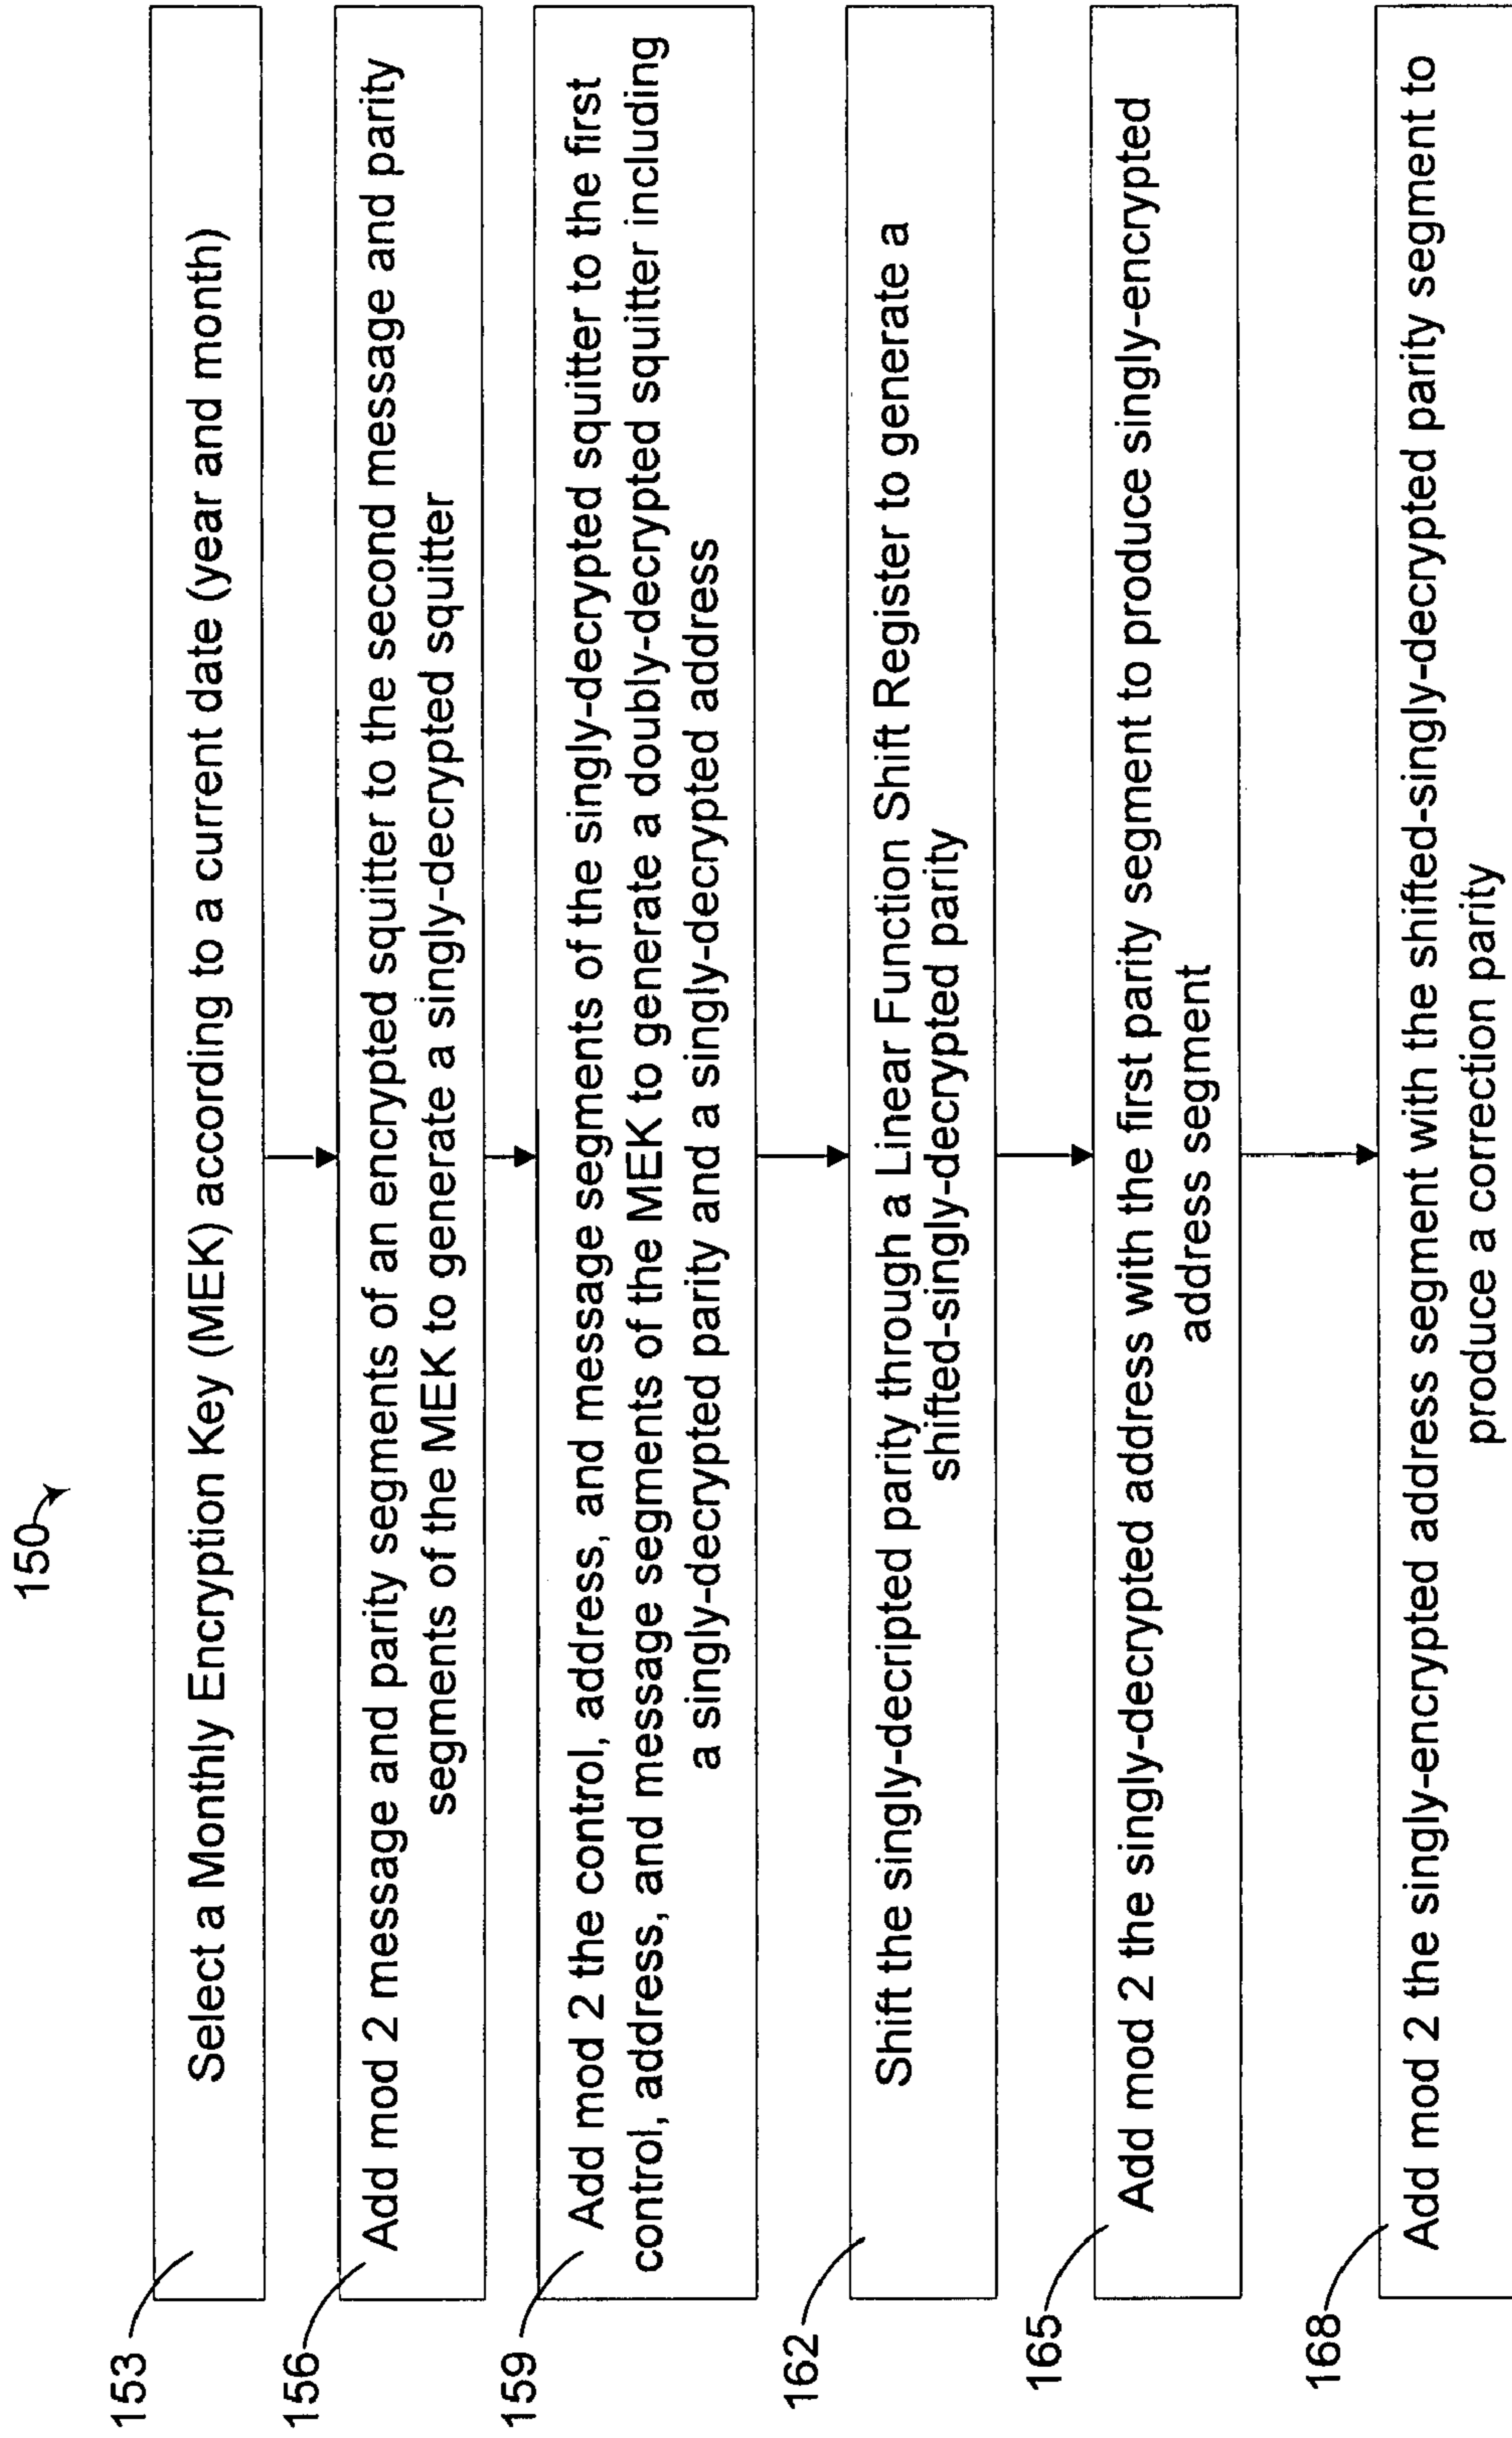 150
153
Select a Monthly Encryption Key (MEK) according to a current date (year and month)
156
Add mod 2 message and parity segments of an encrypted squitter to the second message and parity
segments of the MEK to generate a singly-decrypted squitter
159
Add mod 2 the control, address, and message segments of the singly-decrypted squitter to the first
control, address, and message segments of the MEK to generate a doubly-decrypted squitter including
a singly-decrypted parity and a singly-decrypted address
162
Shift the singly-decripted parity through a Linear Function Shift Register to generate a
shifted-singly-decrypted parity
165
Add mod 2 the singly-decrypted address with the first parity segment to produce singly-encrypted
address segment
168
Add mod 2 the singly-encrypted address segment with the shifted-singly-decrypted parity segment to
produce a correction parity